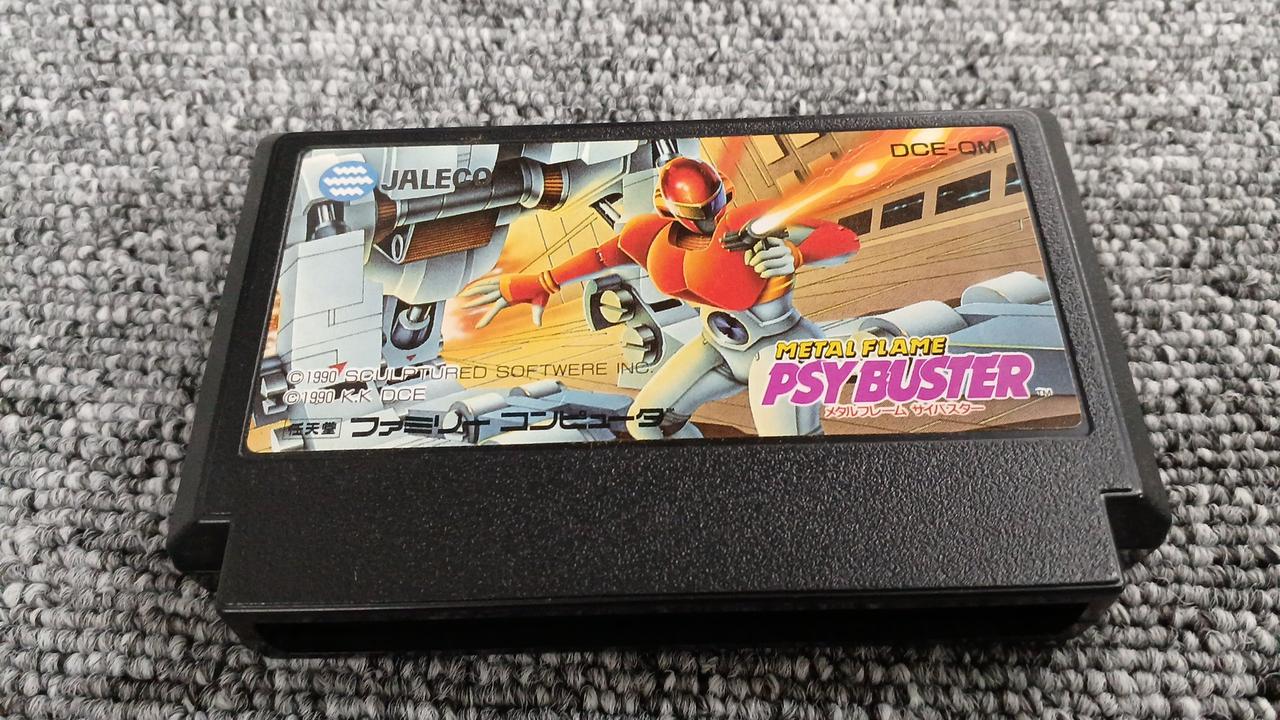 JALECO
DCE-QM
METAL FLAME
PSY·BUSTER
TM
メタルフレーム サイバスター
©1990 SCULPTURED SOFTWERE INC.
©1990 K.K DCE
任天堂 ファミリーコンピュータ
TM